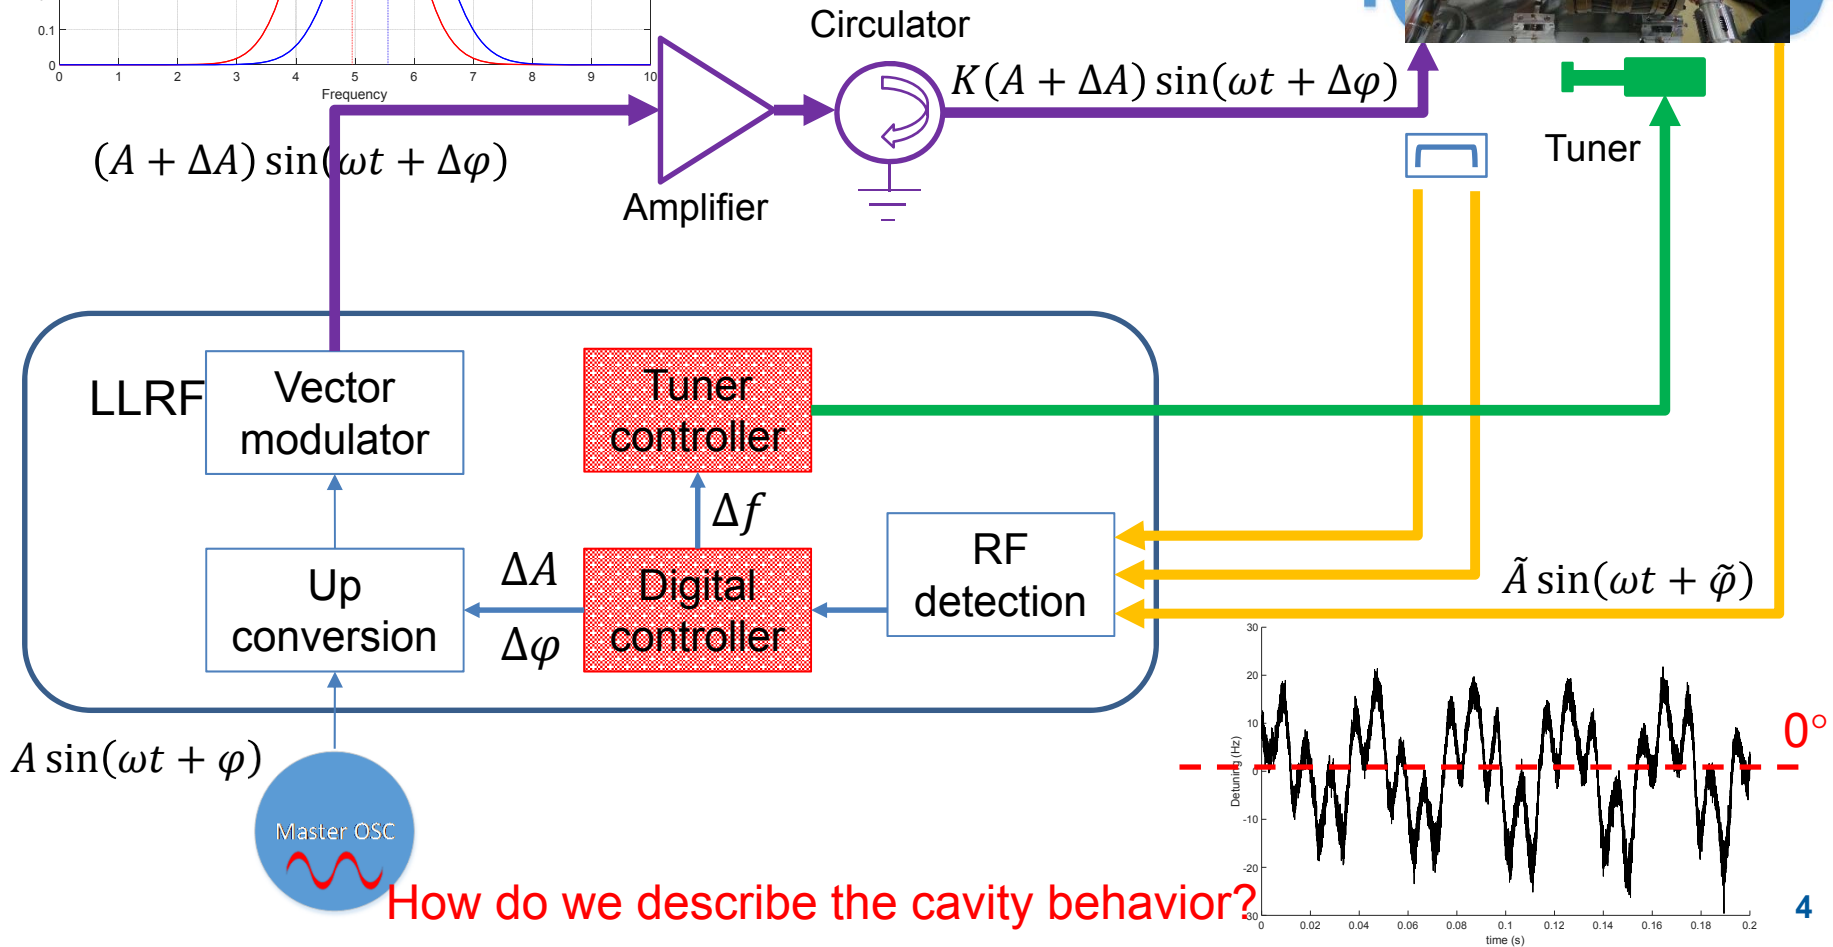 0.1
0
0 1 2 3 4 5 6 7 8 9 10
Frequency
Circulator
K(A + ΔA) sin(ωt + Δφ)
(A + ΔA) sin(ωt + Δφ)
Amplifier
Tuner
LLRF
Vector
modulator
Tuner
controller
Δf
Up
conversion
ΔA
Δφ
Digital
controller
RF
detection
Ã sin(ωt + φ̃)
A sin(ωt + φ)
Master OSC
How do we describe the cavity behavior?
30
20
10
0
-10
-20
-30
Detuning (Hz)
0 0.02 0.04 0.06 0.08 0.1 0.12 0.14 0.16 0.18 0.2
time (s)
0°
4